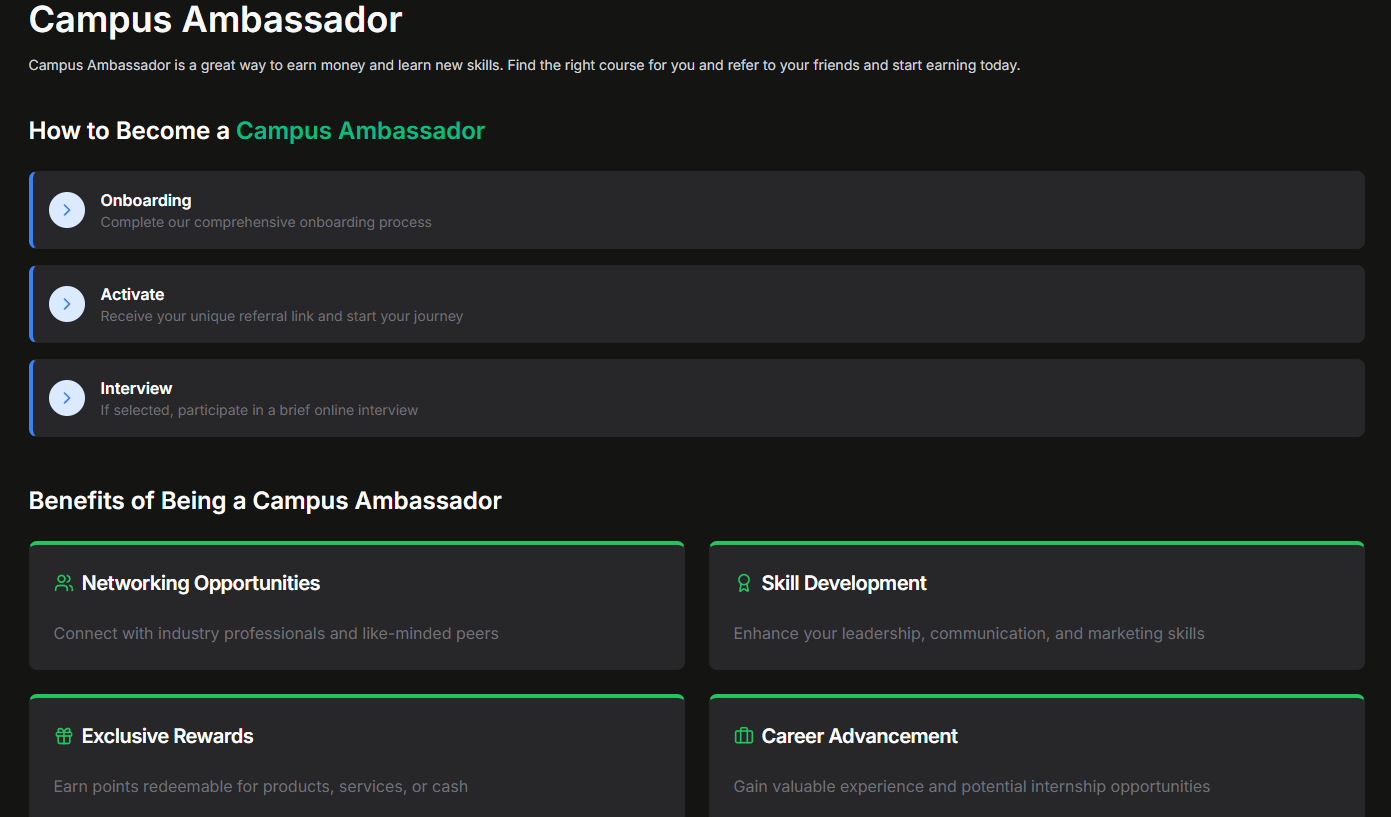 Campus Ambassador
Campus Ambassador is a great way to earn money and learn new skills. Find the right course for you and refer to your friends and start earning today.
How to Become a Campus Ambassador
Onboarding
Complete our comprehensive onboarding process
Activate
Receive your unique referral link and start your journey
Interview
If selected, participate in a brief online interview
Benefits of Being a Campus Ambassador
Networking Opportunities
Connect with industry professionals and like-minded peers
Skill Development
Enhance your leadership, communication, and marketing skills
Exclusive Rewards
Earn points redeemable for products, services, or cash
Career Advancement
Gain valuable experience and potential internship opportunities